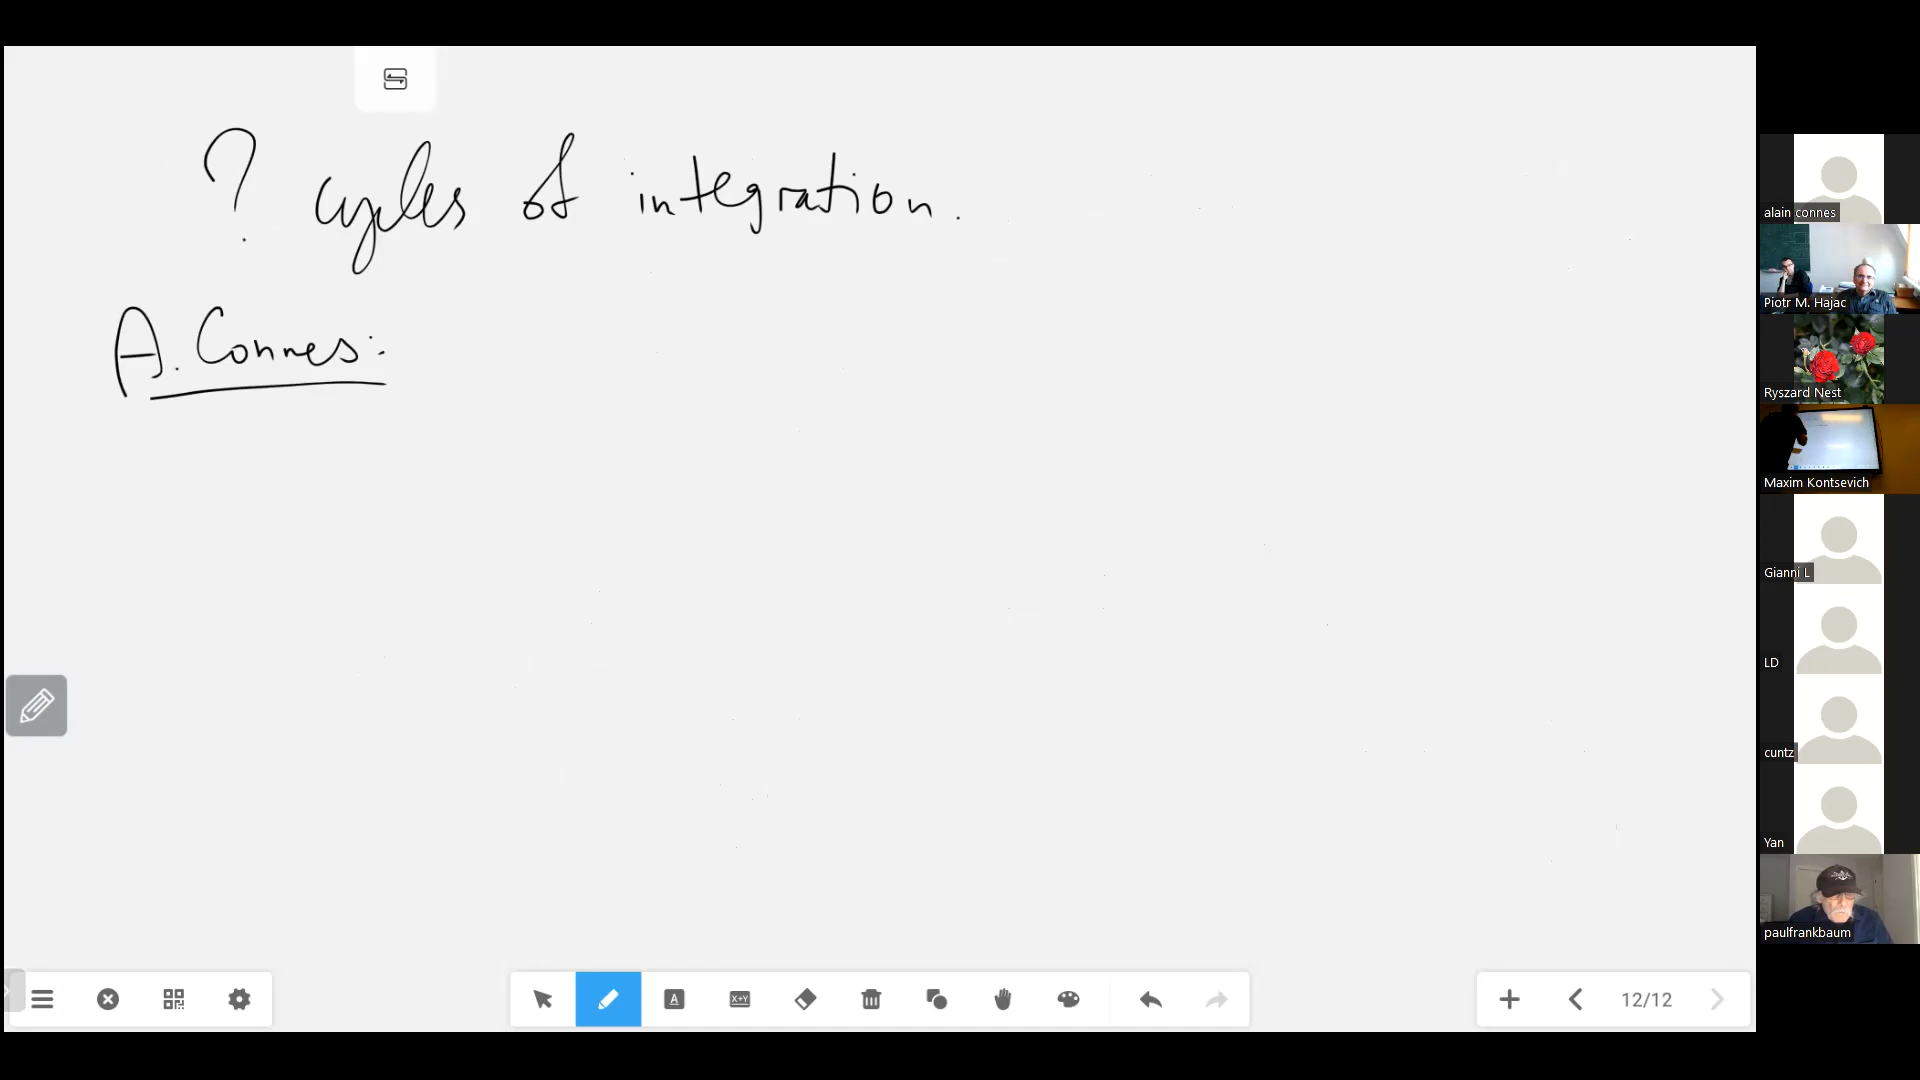 ? cycles of integration.
A. Connes:
alain connes
Piotr M. Hajac
Ryszard Nest
Maxim Kontsevich
Gianni L
LD
cuntz
Yan
paulfrankbaum
A
X+Y
12/12